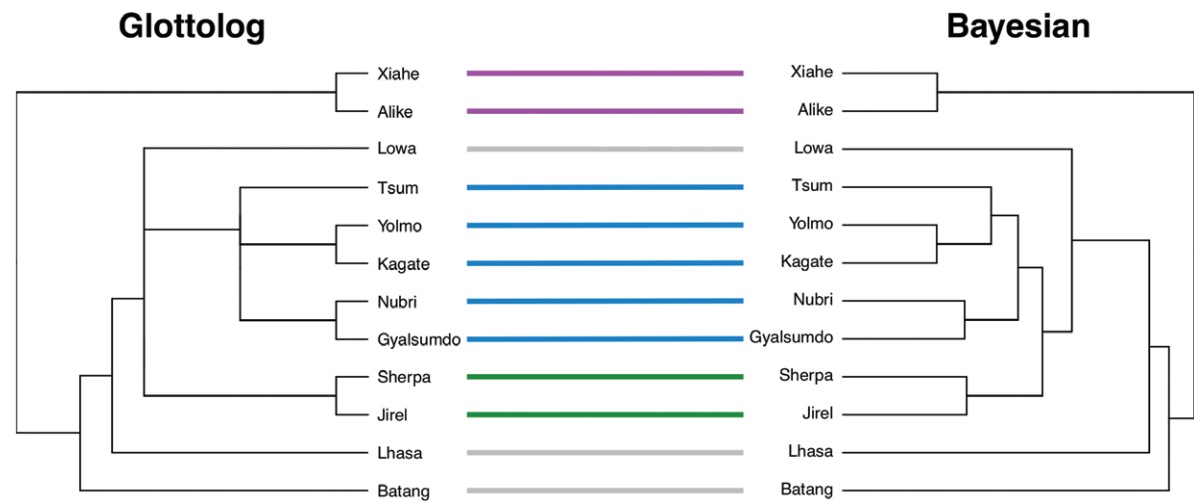 Glottolog Bayesian
Xiahe Xiahe
Alike Alike
Lowa Lowa
Tsum Tsum
Yolmo Yolmo
Kagate Kagate
Nubri Nubri
Gyalsumdo Gyalsumdo
Sherpa Sherpa
Jirel Jirel
Lhasa Lhasa
Batang Batang